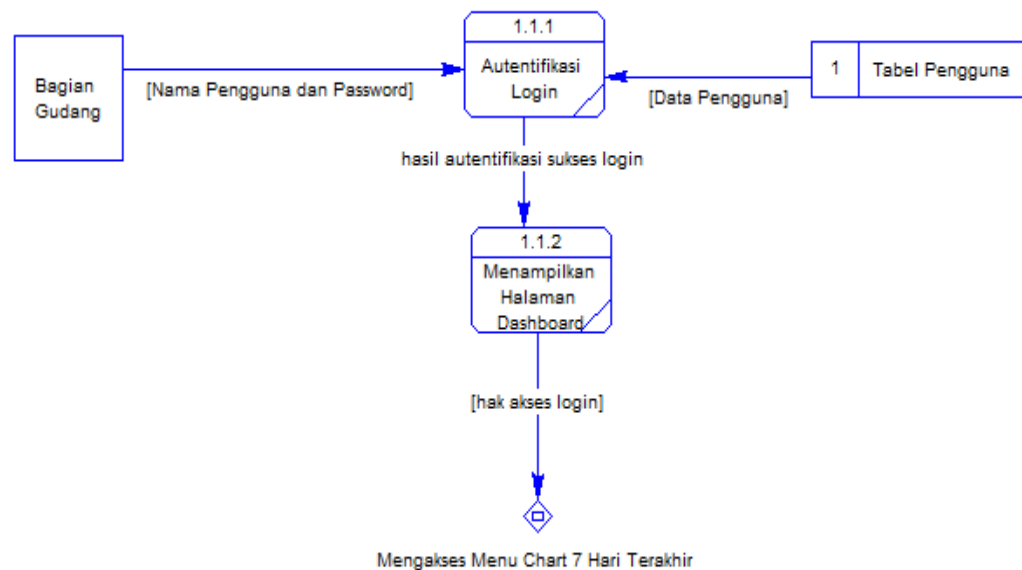 1.1.1
Autentifikasi
Login
Bagian
Gudang
[Nama Pengguna dan Password]
1
Tabel Pengguna
[Data Pengguna]
hasil autentifikasi sukses login
1.1.2
Menampilkan
Halaman
Dashboard
[hak akses login]
Mengakses Menu Chart 7 Hari Terakhir